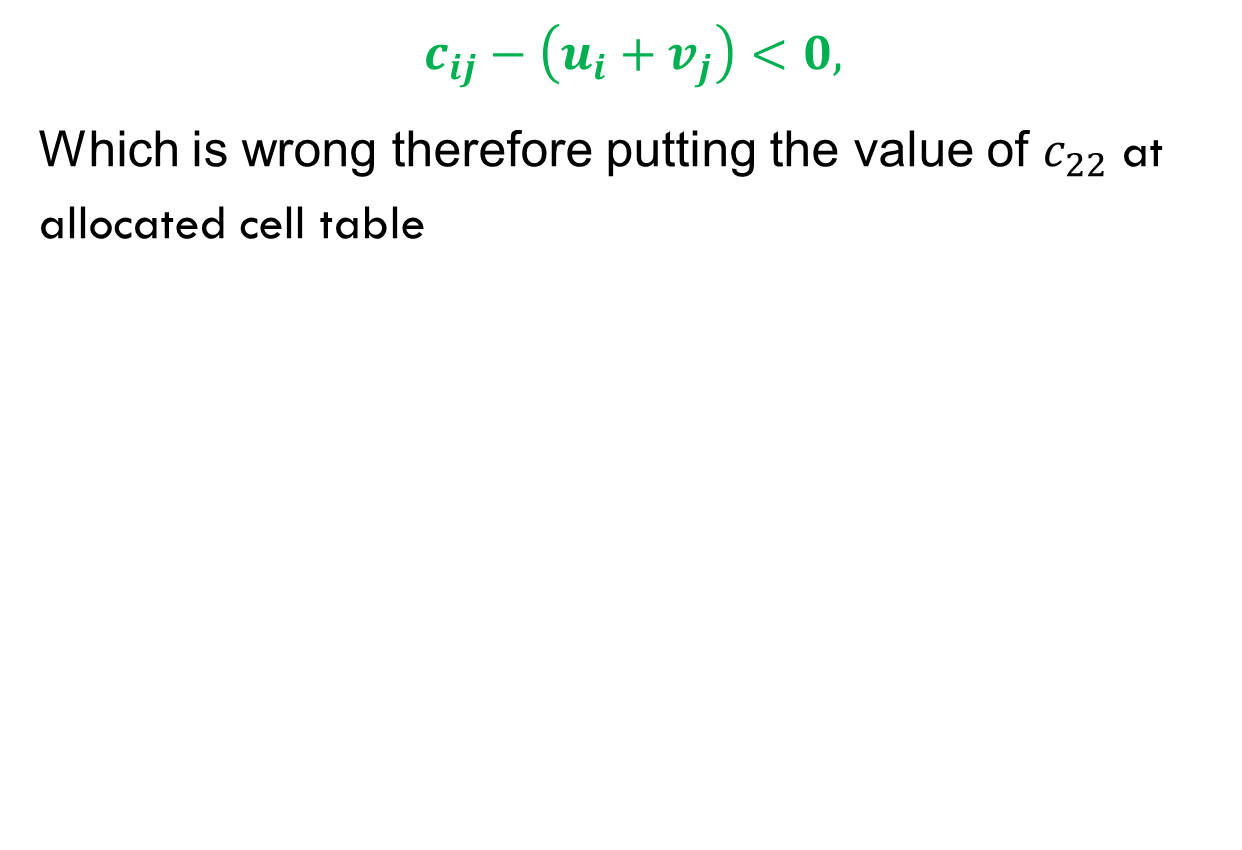 𝒄ᵢⱼ − (𝒖ᵢ + 𝒗ⱼ) < 𝟎,
Which is wrong therefore putting the value of 𝑐₂₂ at
allocated cell table